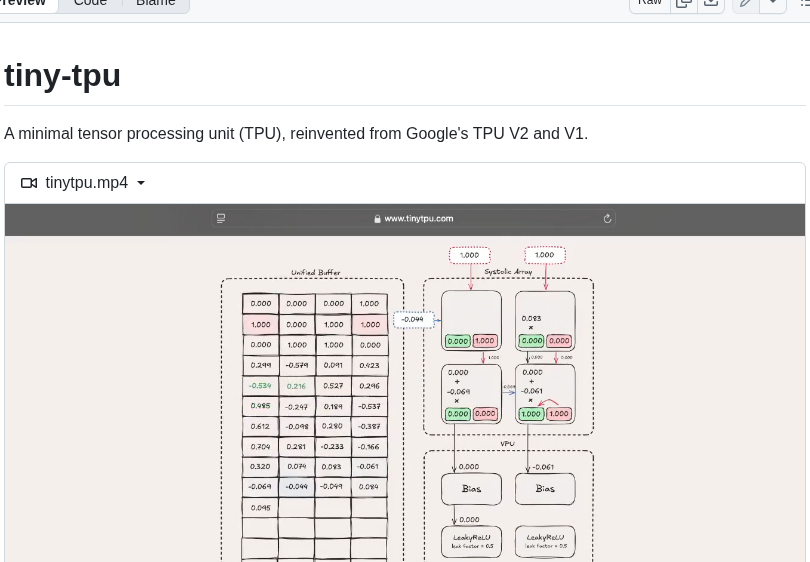 Preview Code Blame Raw
tiny-tpu
A minimal tensor processing unit (TPU), reinvented from Google's TPU V2 and V1.
tinytpu.mp4
www.tinytpu.com
1.000 1.000
Unified Buffer Systolic Array
0.000 0.000 0.000 1.000
1.000 0.000 1.000 1.000
0.000 1.000 1.000 0.000
0.299 -0.579 0.091 0.423
-0.534 0.216 0.527 0.296
0.485 -0.247 0.189 -0.537
0.612 -0.098 0.280 -0.387
0.704 0.281 -0.233 -0.166
0.320 0.074 0.083 -0.061
-0.069 -0.044 -0.049 0.084
0.095
-0.044
0.083
×
0.000 1.000 0.000 0.000
1.000 0.000 0.000
0.000 0.000
+ +
-0.069 -0.061
× ×
0.000 0.000 1.000 1.000
VPU
0.000 -0.061
Bias Bias
0.000
LeakyReLU LeakyReLU
leak factor = 0.5 leak factor = 0.5